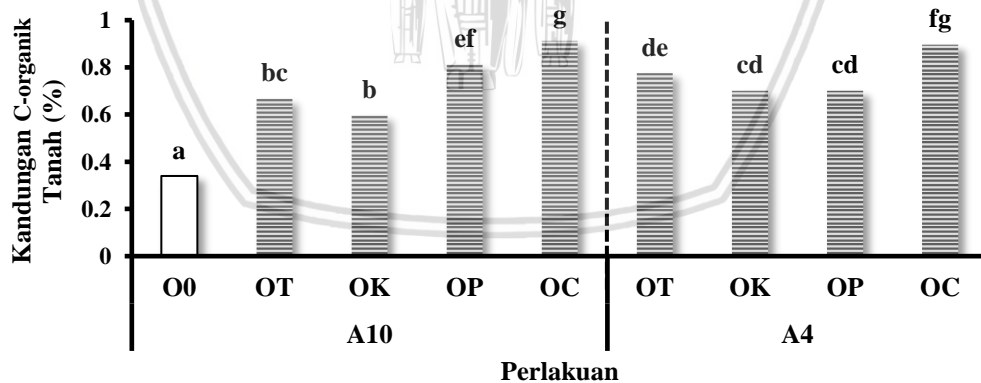 Kandungan C-organik
Tanah (%)
1
0.8
0.6
0.4
0.2
0
a
bc
b
ef
g
de
cd
cd
fg
O0 OT OK OP OC OT OK OP OC
A10 A4
Perlakuan